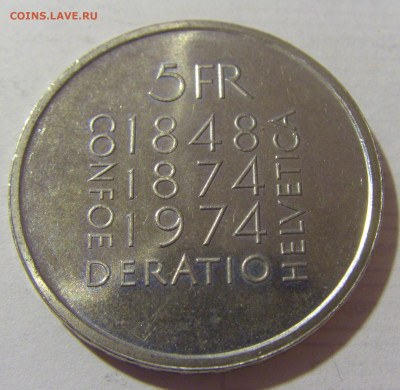 COINS.LAVE.RU
5FR
1848
1874
1974
CONFOE
DERATIO
HELVETICA